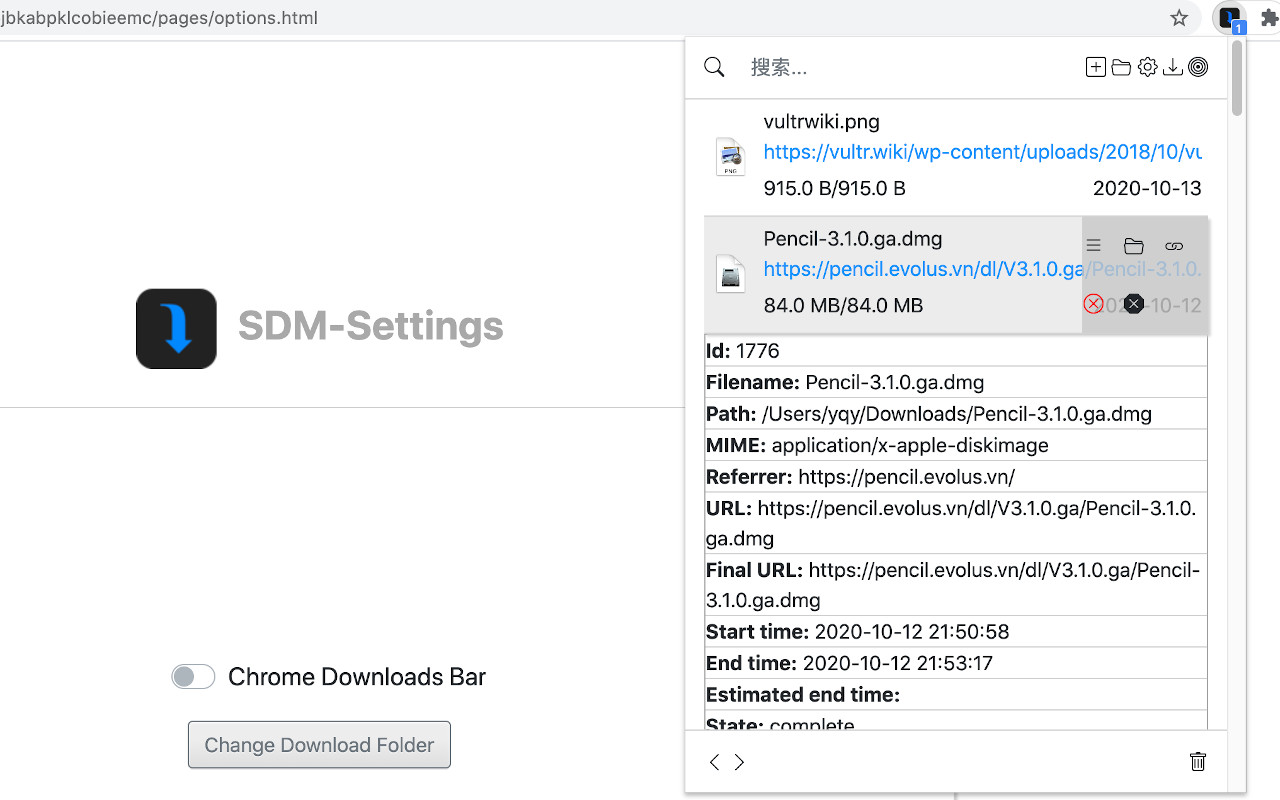 jbkabpklcobieemc/pages/options.html
1
搜索...
vultrwiki.png
https://vultr.wiki/wp-content/uploads/2018/10/vu
PNG
915.0 B/915.0 B 2020-10-13
Pencil-3.1.0.ga.dmg
https://pencil.evolus.vn/dl/V3.1.0.ga/Pencil-3.1.0.
84.0 MB/84.0 MB 2020-10-12
SDM-Settings
Id: 1776
Filename: Pencil-3.1.0.ga.dmg
Path: /Users/yqy/Downloads/Pencil-3.1.0.ga.dmg
MIME: application/x-apple-diskimage
Referrer: https://pencil.evolus.vn/
URL: https://pencil.evolus.vn/dl/V3.1.0.ga/Pencil-3.1.0.
ga.dmg
Final URL: https://pencil.evolus.vn/dl/V3.1.0.ga/Pencil-
3.1.0.ga.dmg
Start time: 2020-10-12 21:50:58
End time: 2020-10-12 21:53:17
Estimated end time:
State: complete
Chrome Downloads Bar
Change Download Folder